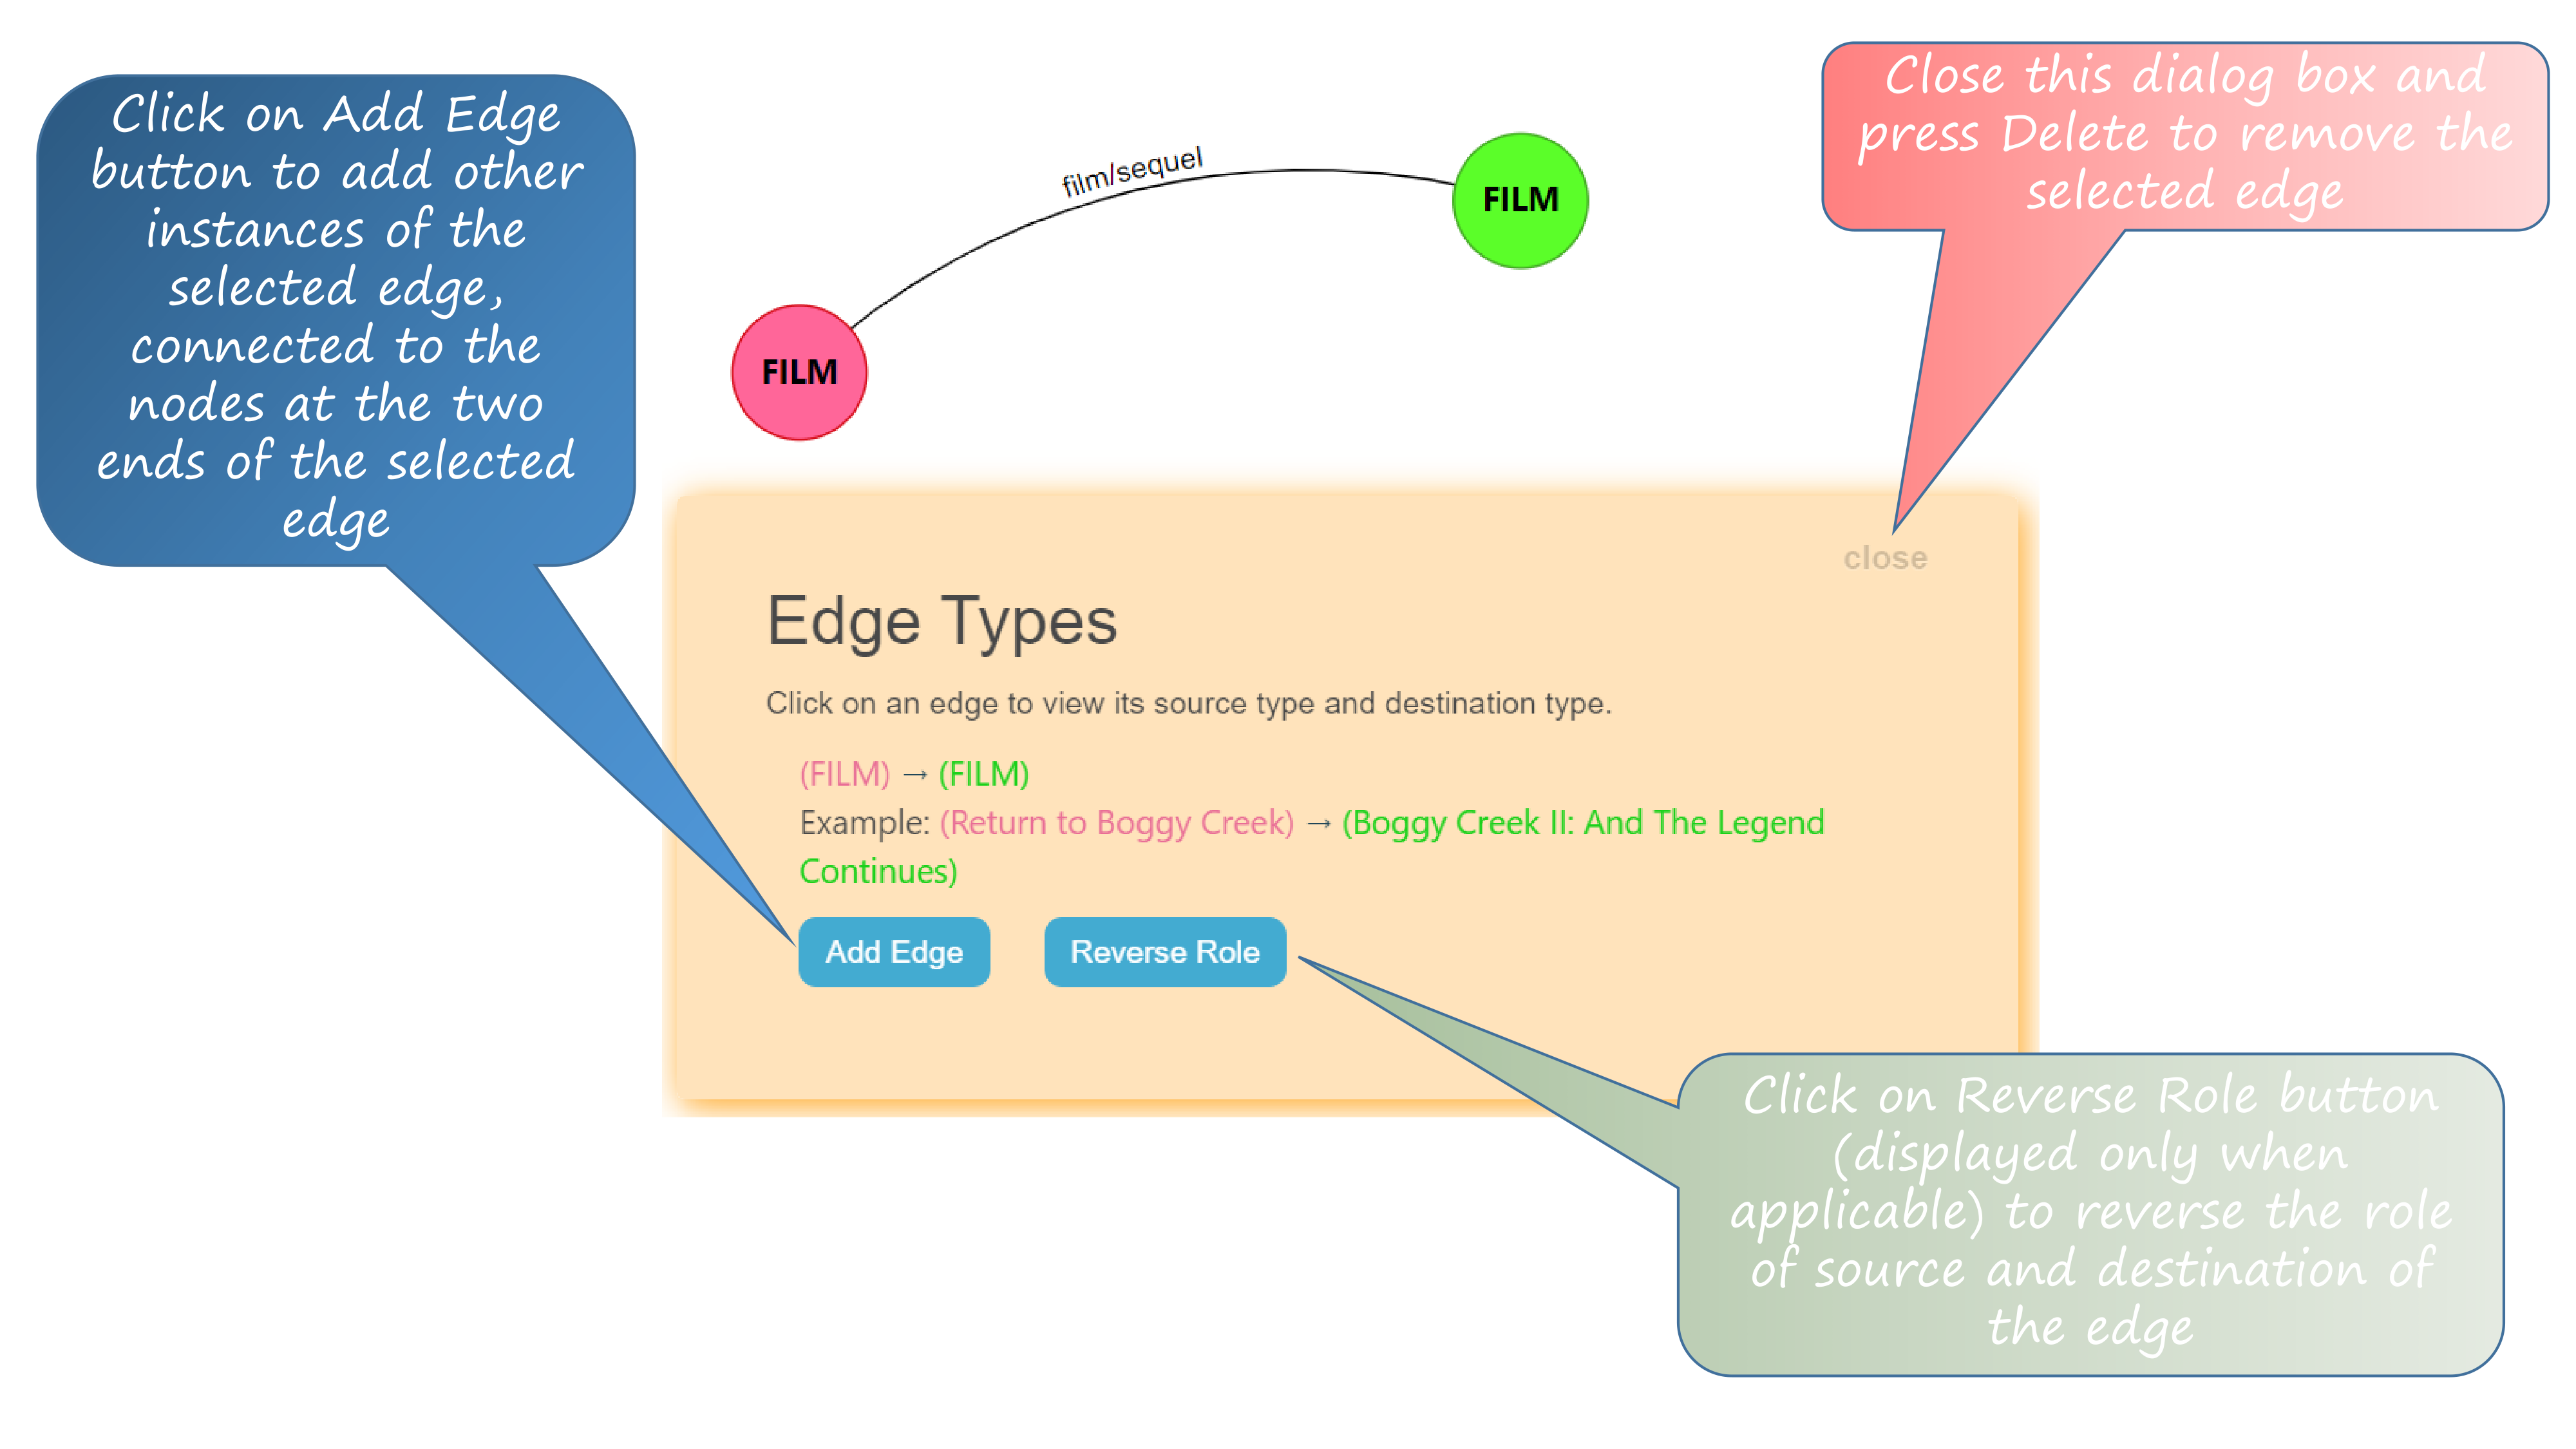 Click on Add Edge
button to add other
instances of the
selected edge,
connected to the
nodes at the two
ends of the selected
edge
film/sequel
FILM
FILM
Close this dialog box and
press Delete to remove the
selected edge
close
Edge Types
Click on an edge to view its source type and destination type.
(FILM) → (FILM)
Example: (Return to Boggy Creek) → (Boggy Creek II: And The Legend
Continues)
Add Edge
Reverse Role
Click on Reverse Role button
(displayed only when
applicable) to reverse the role
of source and destination of
the edge